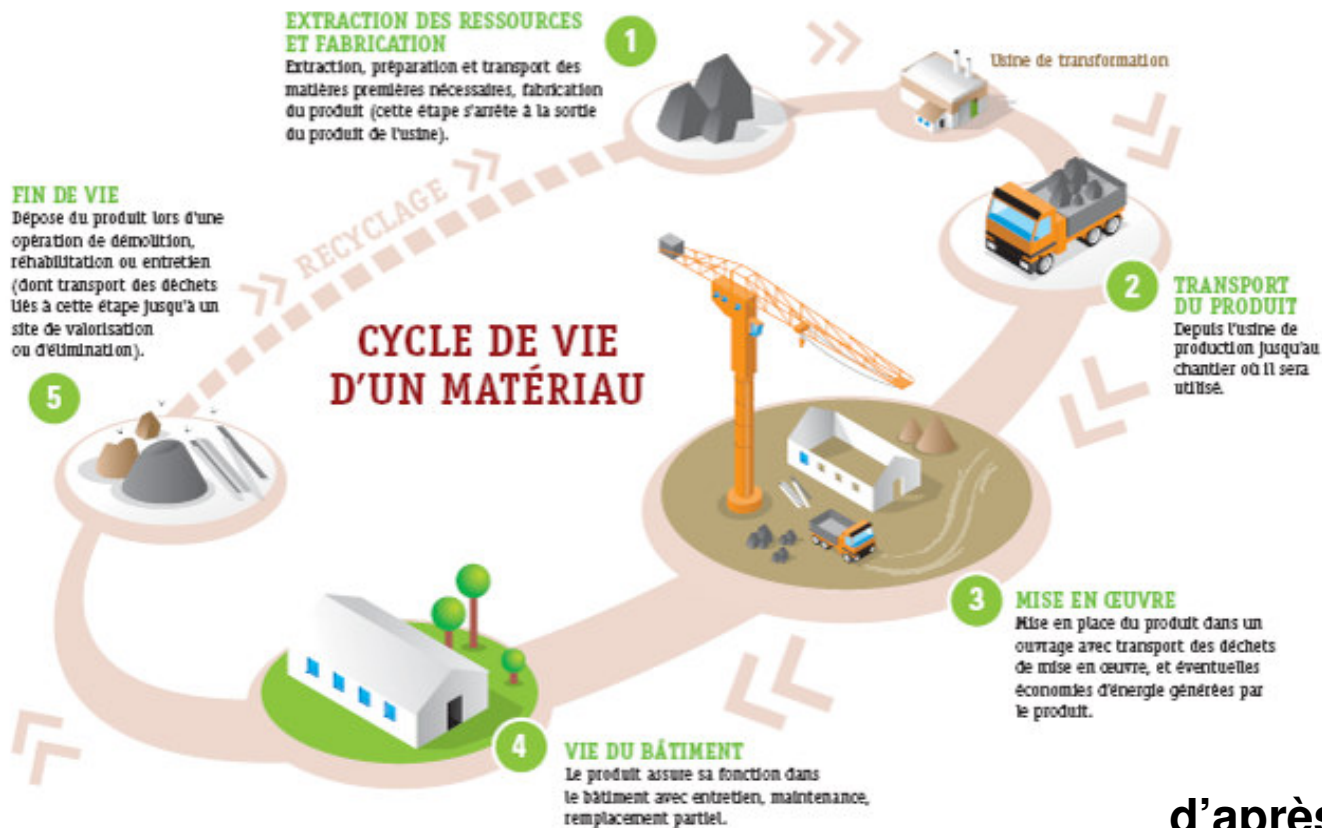 EXTRACTION DES RESSOURCES
ET FABRICATION
1
Extraction, préparation et transport des
matières premières nécessaires, fabrication
du produit (cette étape s'arrête à la sortie
du produit de l'usine).
Usine de transformation
2
TRANSPORT
DU PRODUIT
Depuis l'usine de
production jusqu'au
chantier où il sera
utilisé.
FIN DE VIE
Dépose du produit lors d'une
opération de démolition,
réhabilitation ou entretien
(dont transport des déchets
liés à cette étape jusqu'à un
site de valorisation
ou d'élimination).
5
RECYCLAGE
CYCLE DE VIE
D'UN MATÉRIAU
3
MISE EN ŒUVRE
Mise en place du produit dans un
ouvrage avec transport des déchets
de mise en œuvre, et éventuelles
économies d'énergie générées par
le produit.
4
VIE DU BÂTIMENT
Le produit assure sa fonction dans
le bâtiment avec entretien, maintenance,
remplacement partiel.
d'après